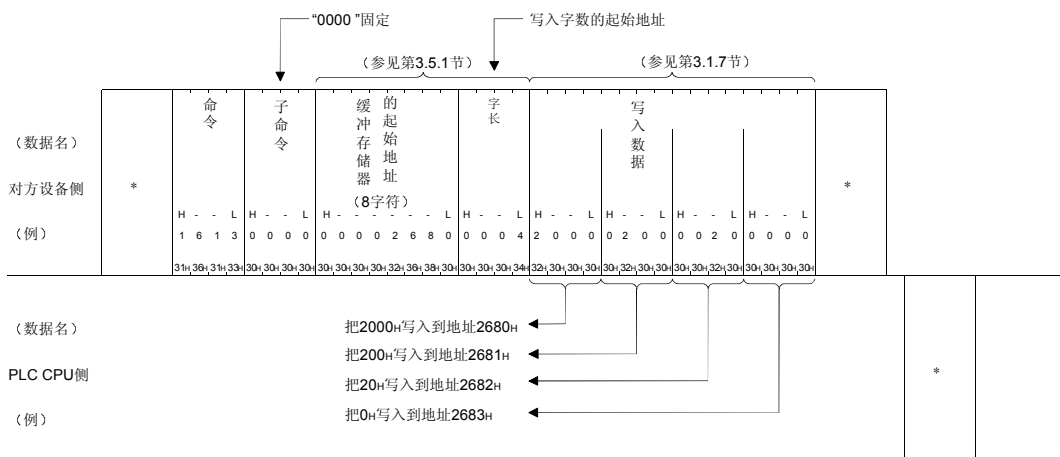 “0000 ”固定
写入字数的起始地址
（参见第3.5.1节）
（参见第3.1.7节）
命令
子命令
缓冲存储器
的起始地址
（8字符）
字长
写入数据
（数据名）
对方设备侧
（例）
*
*
H - - L H - - L H - - - - - - L H - - L H - - L H - - L H - - L H - - L
1 6 1 3 0 0 0 0 0 0 0 0 2 6 8 0 0 0 0 4 2 0 0 0 0 2 0 0 0 0 2 0 0 0 0 0
31H 36H 31H 33H 30H 30H 30H 30H 30H 30H 30H 30H 32H 36H 38H 30H 30H 30H 30H 34H 32H 30H 30H 30H 30H 32H 30H 30H 30H 30H 32H 30H 30H 30H 30H 30H
（数据名）
PLC CPU侧
（例）
把2000H写入到地址2680H
把200H写入到地址2681H
把20H写入到地址2682H
把0H写入到地址2683H
*